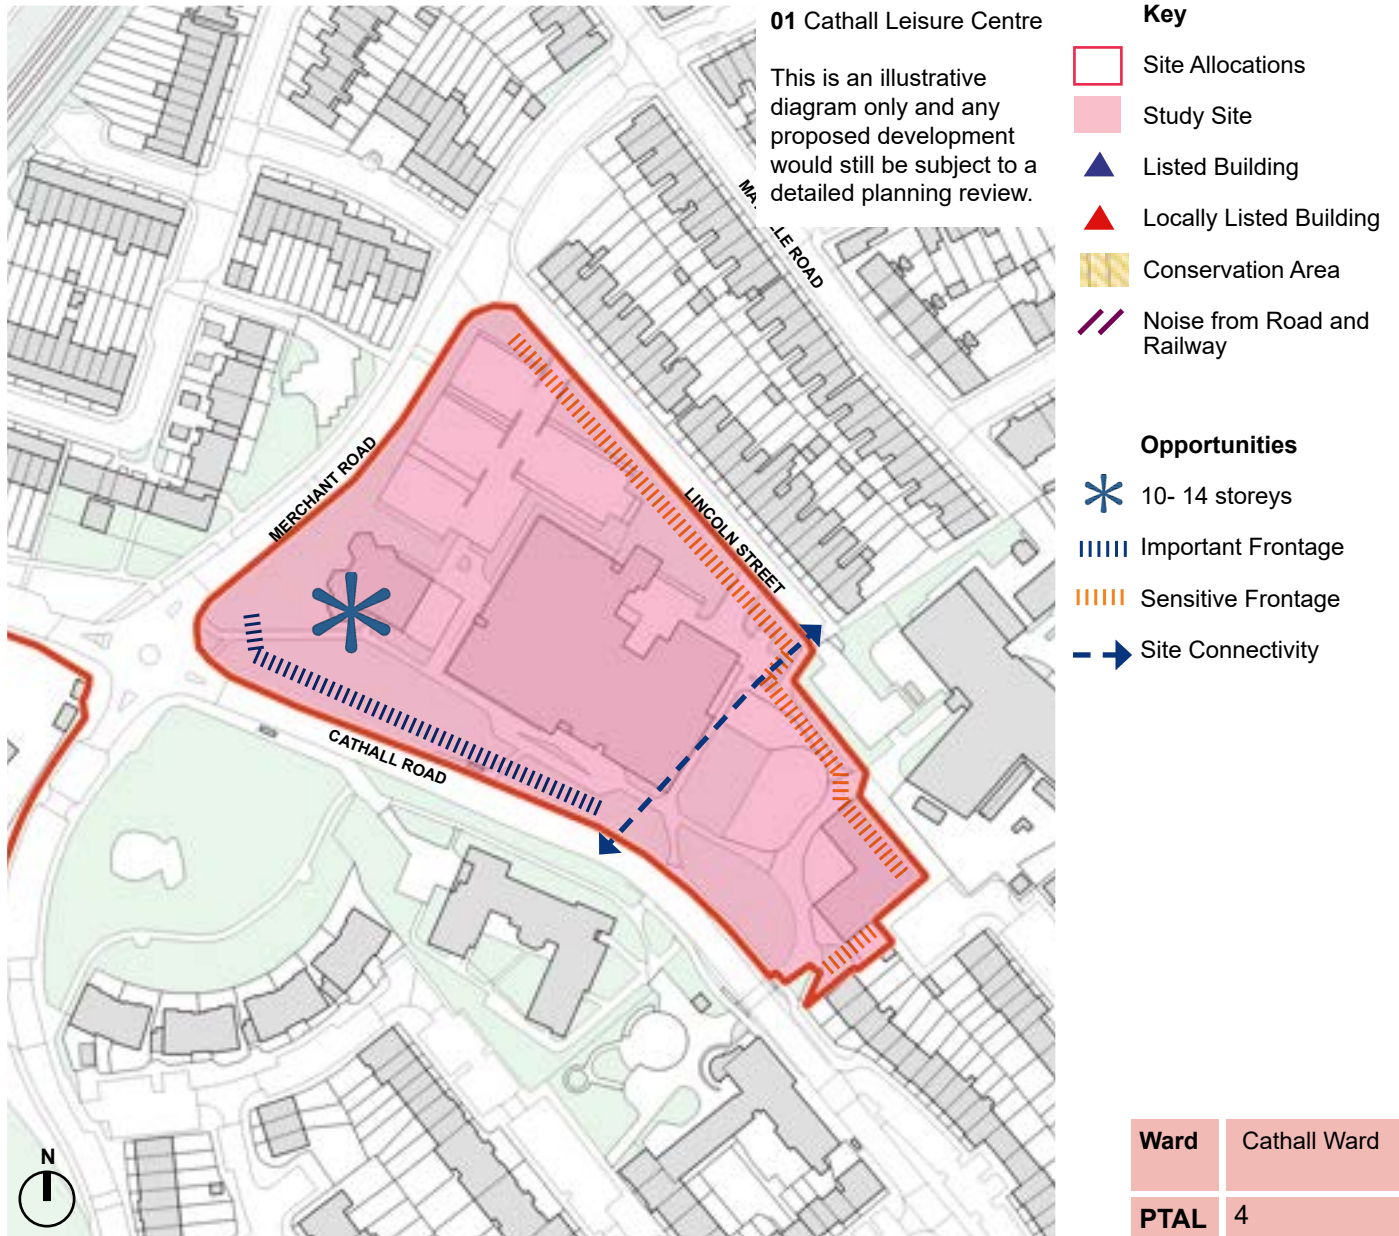 01 Cathall Leisure Centre
This is an illustrative
diagram only and any
proposed development
would still be subject to a
detailed planning review.
Key
Site Allocations
Study Site
Listed Building
Locally Listed Building
Conservation Area
Noise from Road and
Railway
Opportunities
10- 14 storeys
Important Frontage
Sensitive Frontage
Site Connectivity
ROAD
MERCHANT ROAD
LINCOLN STREET
CATHALL ROAD
N
Ward Cathall Ward
PTAL 4